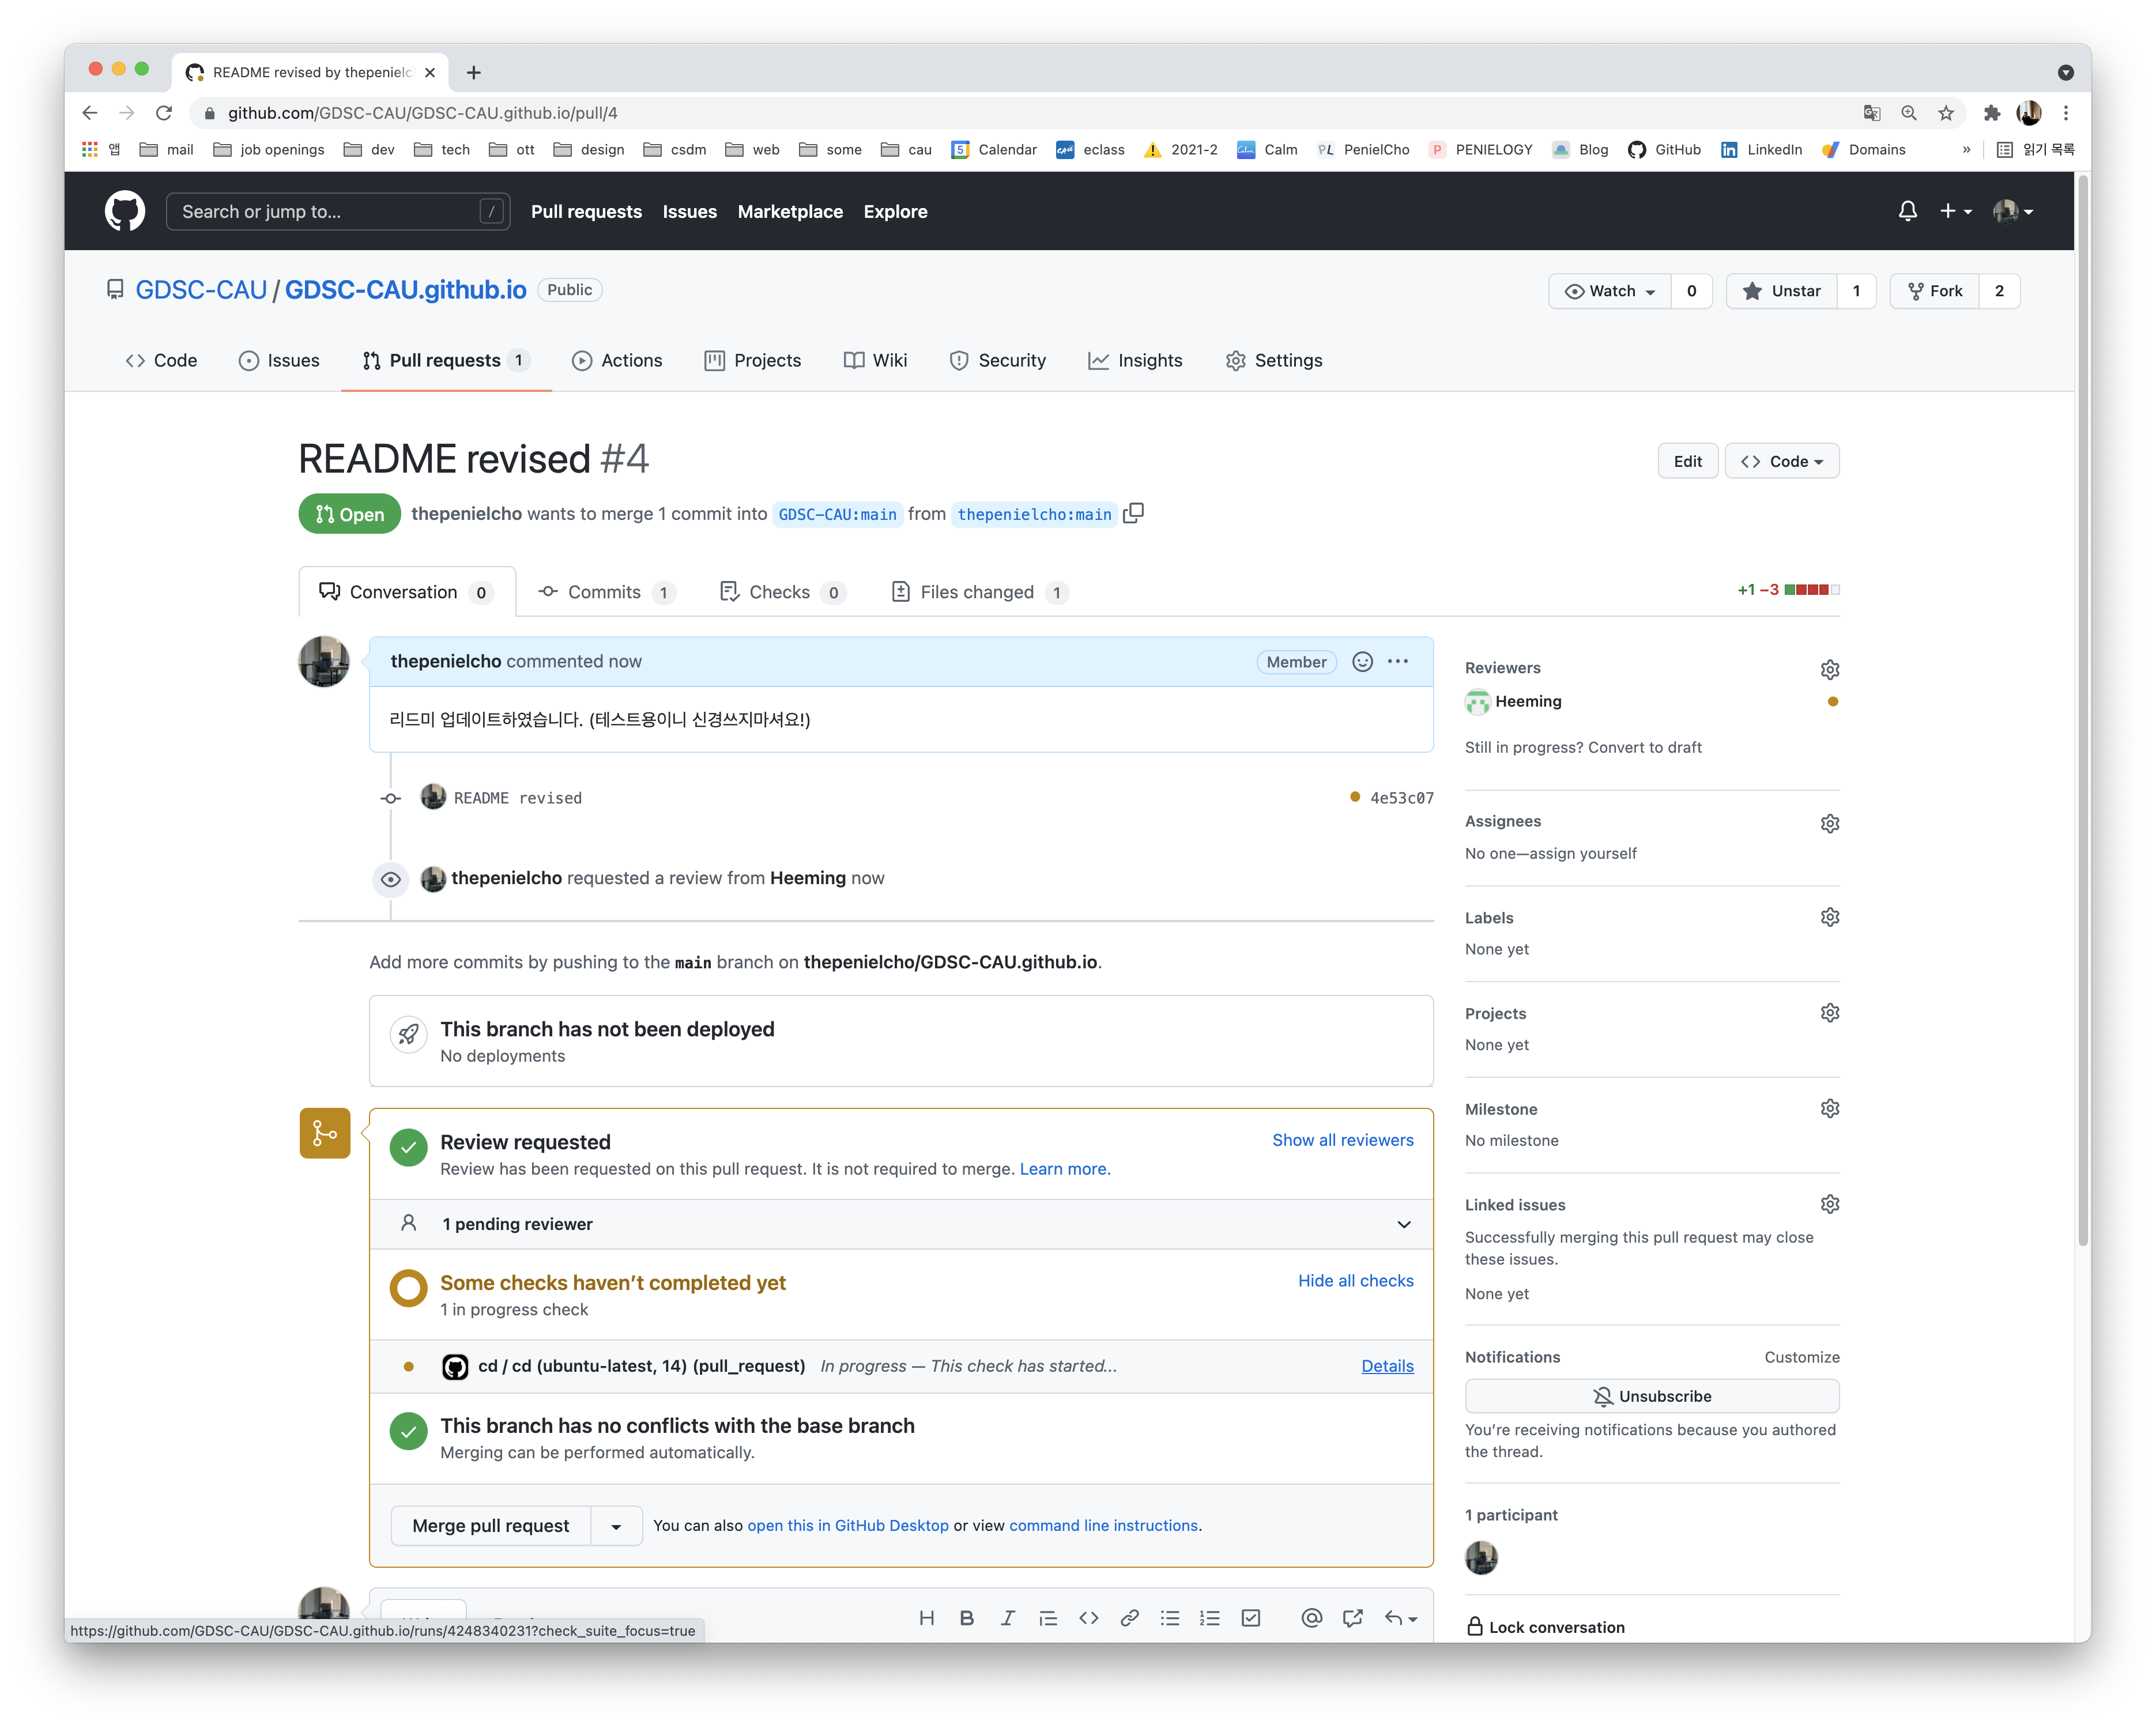 README revised by thepeniel
github.com/GDSC-CAU/GDSC-CAU.github.io/pull/4
앱 mail job openings dev tech ott design csdm web some cau 5 Calendar eclass 2021-2 Calm PL PenielCho P PENIELOGY Blog GitHub LinkedIn Domains » 읽기 목록
Search or jump to... / Pull requests Issues Marketplace Explore
GDSC-CAU / GDSC-CAU.github.io Public Watch 0 Unstar 1 Fork 2
Code Issues Pull requests 1 Actions Projects Wiki Security Insights Settings
README revised #4 Edit Code
Open thepenielcho wants to merge 1 commit into GDSC-CAU:main from thepenielcho:main
Conversation 0 Commits 1 Checks 0 Files changed 1 +1 −3
thepenielcho commented now Member
리드미 업데이트하였습니다. (테스트용이니 신경쓰지마셔요!)
README revised 4e53c07
thepenielcho requested a review from Heeming now
Add more commits by pushing to the main branch on thepenielcho/GDSC-CAU.github.io.
This branch has not been deployed
No deployments
Review requested Show all reviewers
Review has been requested on this pull request. It is not required to merge. Learn more.
1 pending reviewer
Some checks haven’t completed yet Hide all checks
1 in progress check
cd / cd (ubuntu-latest, 14) (pull_request) In progress — This check has started... Details
This branch has no conflicts with the base branch
Merging can be performed automatically.
Merge pull request You can also open this in GitHub Desktop or view command line instructions.
Reviewers
Heeming
Still in progress? Convert to draft
Assignees
No one—assign yourself
Labels
None yet
Projects
None yet
Milestone
No milestone
Linked issues
Successfully merging this pull request may close
these issues.
None yet
Notifications Customize
Unsubscribe
You’re receiving notifications because you authored
the thread.
1 participant
Lock conversation
https://github.com/GDSC-CAU/GDSC-CAU.github.io/runs/4248340231?check_suite_focus=true